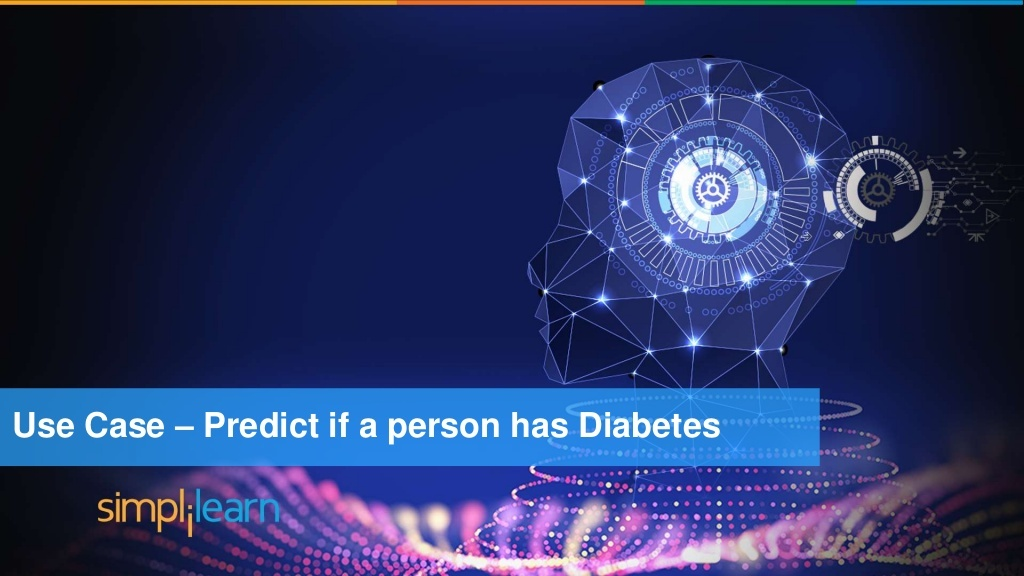 Use Case – Predict if a person has Diabetes
simplilearn